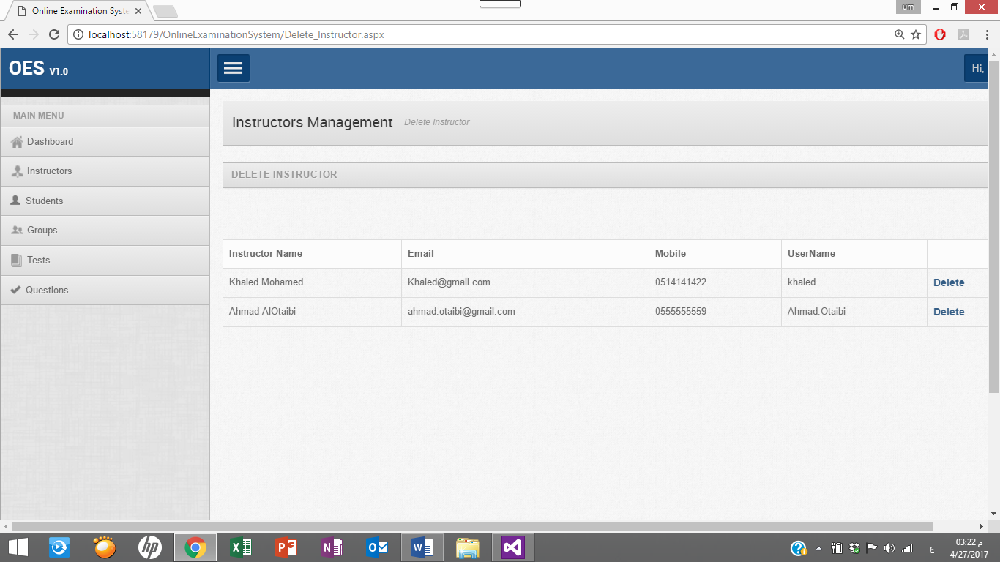 Online Examination Syste
um
localhost:58179/OnlineExaminationSystem/Delete_Instructor.aspx
OES V1.0
Hi,
MAIN MENU
Dashboard
Instructors
Students
Groups
Tests
Questions
Instructors Management Delete Instructor
DELETE INSTRUCTOR
Instructor Name Email Mobile UserName
Khaled Mohamed Khaled@gmail.com 0514141422 khaled Delete
Ahmad AlOtaibi ahmad.otaibi@gmail.com 0555555559 Ahmad.Otaibi Delete
ع
03:22 م
4/27/2017